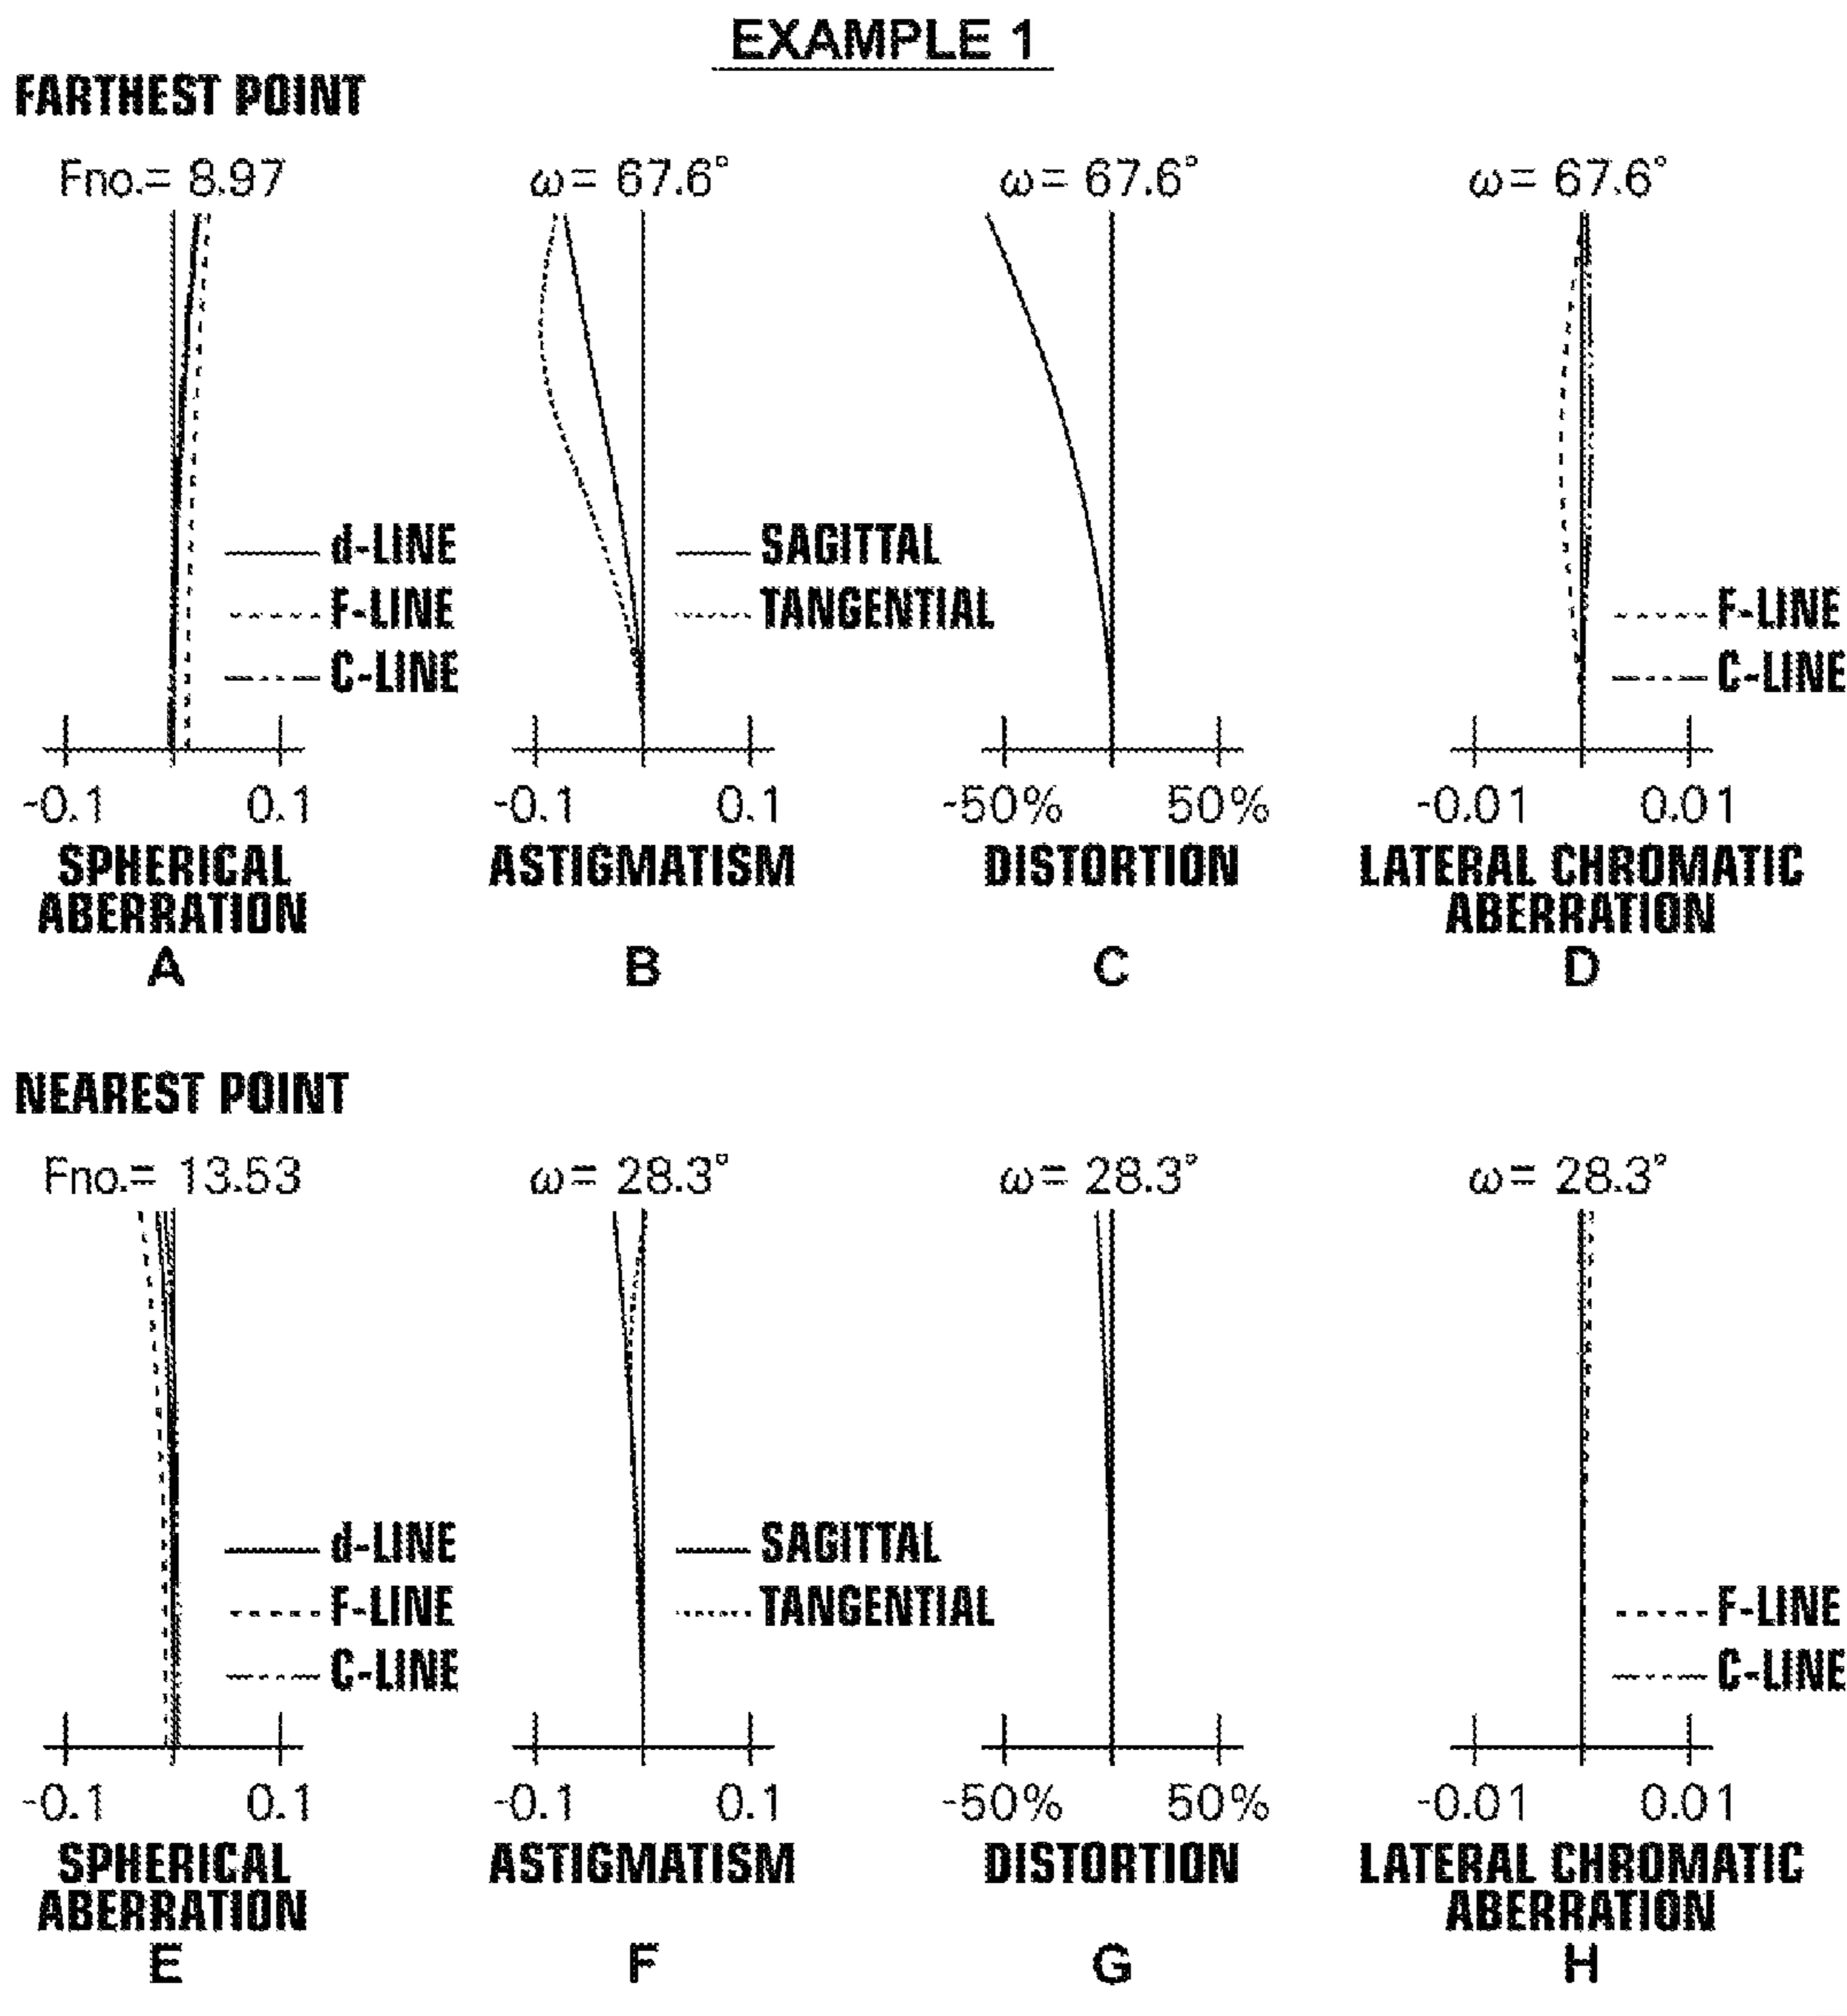 EXAMPLE 1
FARTHEST POINT
Fno.= 8.97
ω= 67.6°
ω= 67.6°
ω= 67.6°
d-LINE
F-LINE
C-LINE
SAGITTAL
TANGENTIAL
F-LINE
C-LINE
-0.1 0.1
-0.1 0.1
-50% 50%
-0.01 0.01
SPHERICAL
ABERRATION
ASTIGMATISM
DISTORTION
LATERAL CHROMATIC
ABERRATION
A
B
C
D
NEAREST POINT
Fno.= 13.53
ω= 28.3°
ω= 28.3°
ω= 28.3°
d-LINE
F-LINE
C-LINE
SAGITTAL
TANGENTIAL
F-LINE
C-LINE
-0.1 0.1
-0.1 0.1
-50% 50%
-0.01 0.01
SPHERICAL
ABERRATION
ASTIGMATISM
DISTORTION
LATERAL CHROMATIC
ABERRATION
E
F
G
H